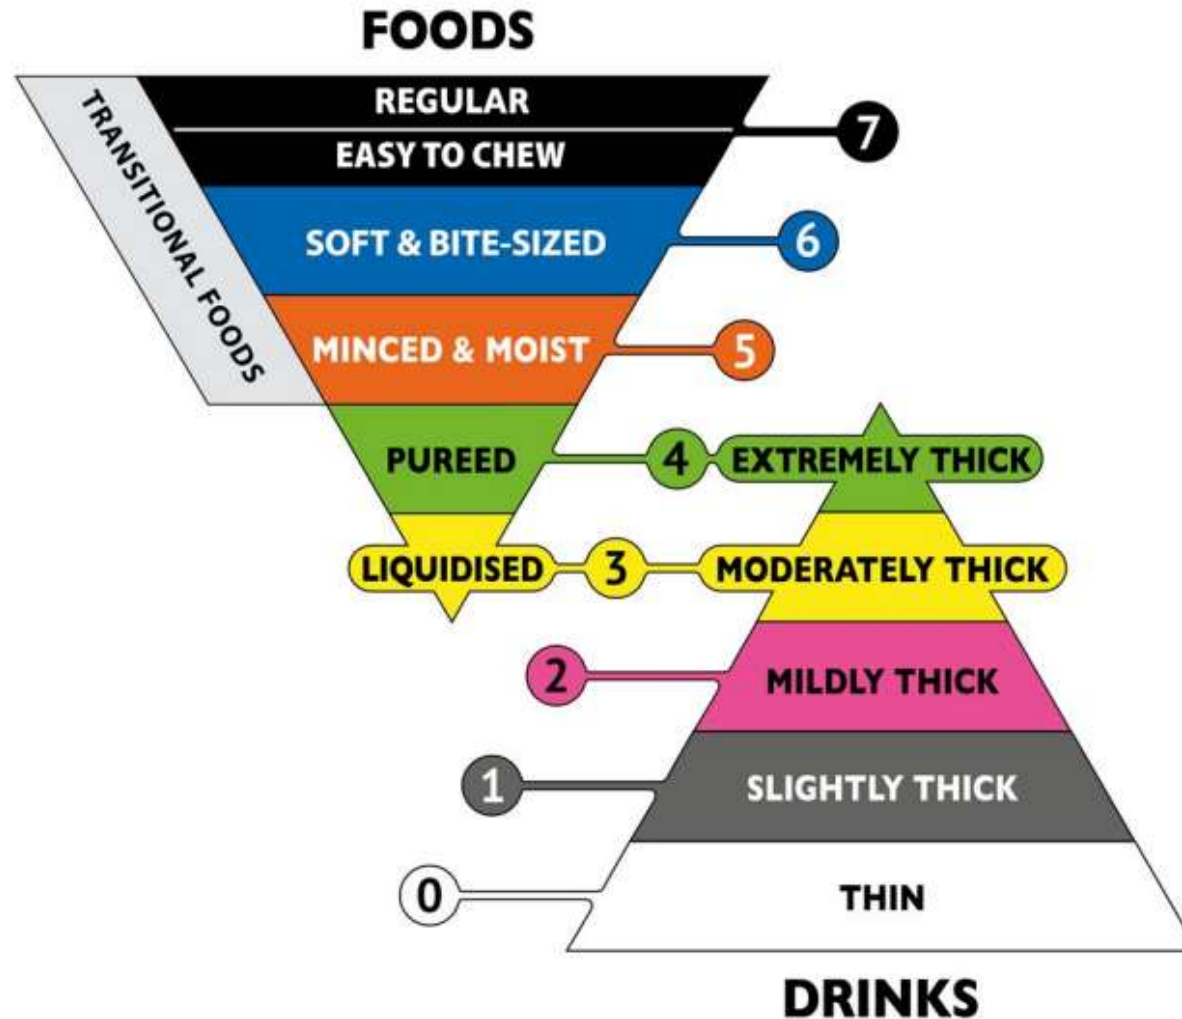 FOODS
TRANSITIONAL FOODS
REGULAR
7
EASY TO CHEW
SOFT & BITE-SIZED
6
MINCED & MOIST
5
PUREED
4
EXTREMELY THICK
LIQUIDISED
3
MODERATELY THICK
2
MILDLY THICK
1
SLIGHTLY THICK
0
THIN
DRINKS